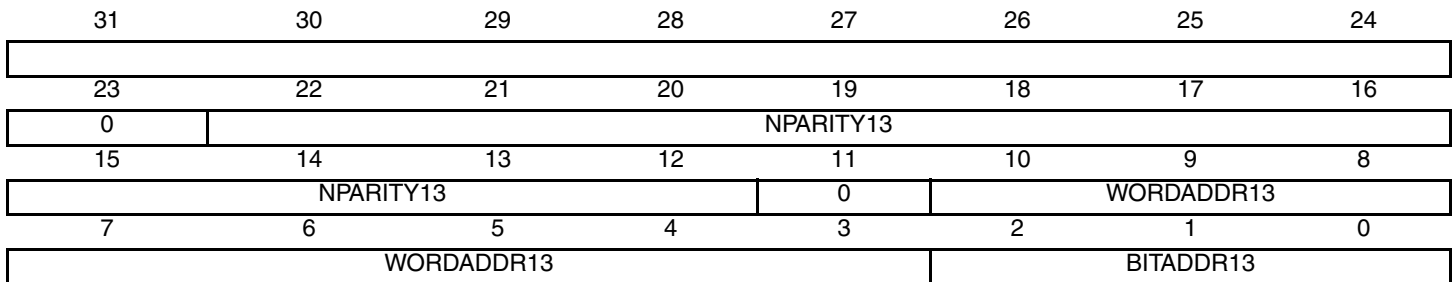 31 30 29 28 27 26 25 24
23 22 21 20 19 18 17 16
0 NPARITY13
15 14 13 12 11 10 9 8
NPARITY13 0 WORDADDR13
7 6 5 4 3 2 1 0
WORDADDR13 BITADDR13